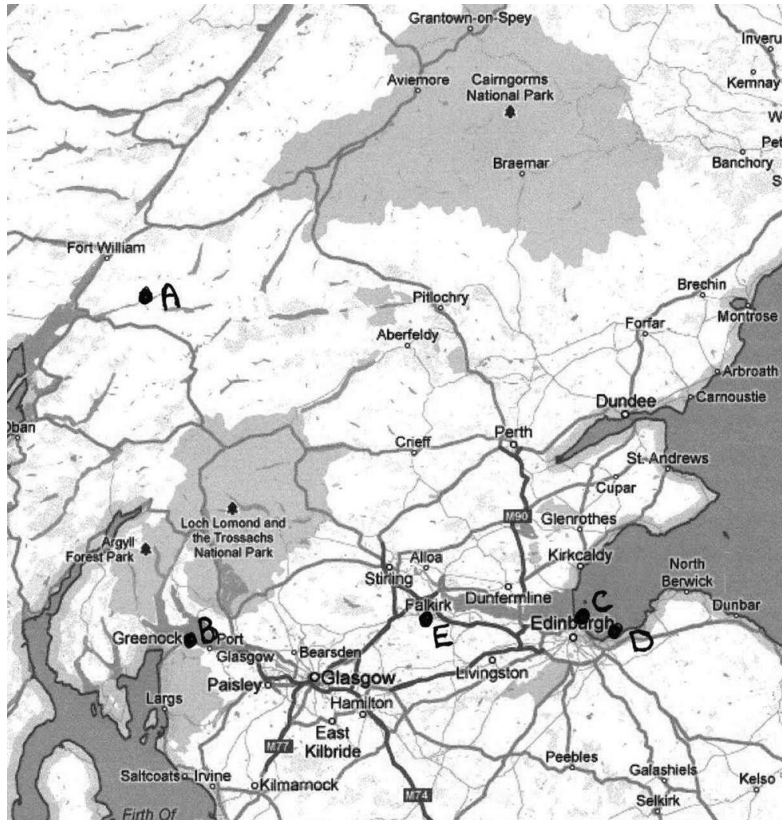 Grantown-on-Spey
Inveru
Aviemore
Cairngorms
National Park
Kemnay
W
Pet
Braemar
Banchory
S
Fort William
A
Pitlochry
Brechin
Montrose
Aberfeldy
Forfar
Arbroath
Dundee
Carnoustie
Oban
Crieff
Perth
St. Andrews
Cupar
Loch Lomond and
the Trossachs
National Park
M90
Glenrothes
Argyll
Forest Park
Alloa
Stirling
Kirkcaldy
North
Berwick
Dunfermline
Falkirk
C
Dunbar
Greenock
B
Port
Glasgow
E
Edinburgh
D
Bearsden
Livingston
Paisley
Glasgow
Largs
Hamilton
East
Kilbride
M77
Peebles
Saltcoats
Irvine
Kilmarnock
Galashiels
Kelso
M74
Selkirk
Firth Of